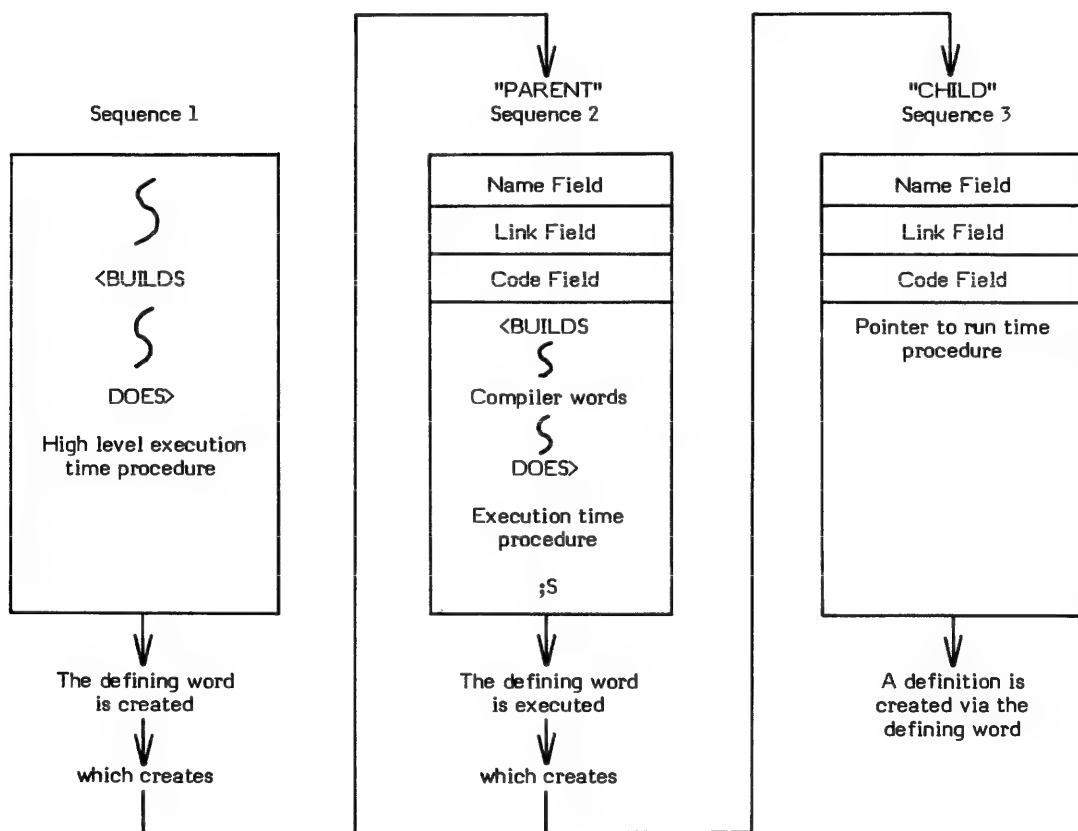 Sequence 1
<BUILDS
DOES>
High level execution
time procedure
The defining word
is created
which creates
"PARENT"
Sequence 2
Name Field
Link Field
Code Field
<BUILDS
Compiler words
DOES>
Execution time
procedure
;S
The defining word
is executed
which creates
"CHILD"
Sequence 3
Name Field
Link Field
Code Field
Pointer to run time
procedure
A definition is
created via the
defining word